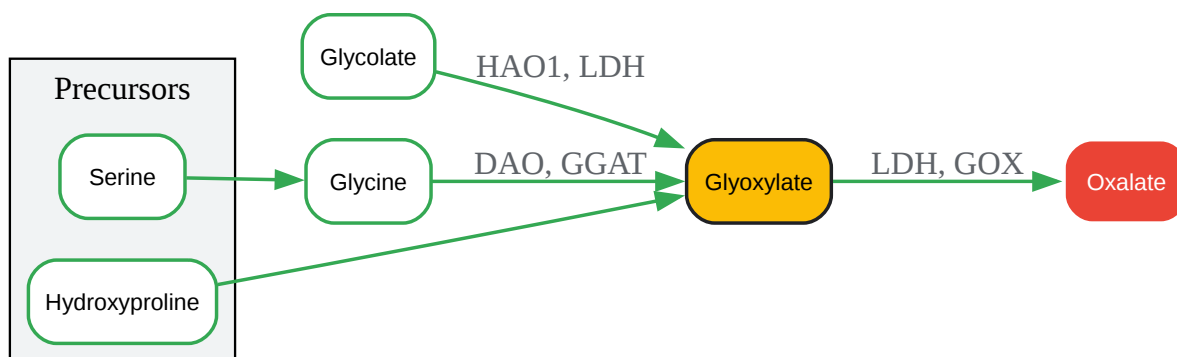 Precursors
Serine
Hydroxyproline
Glycolate
Glycine
HAO1, LDH
DAO, GGAT
Glyoxylate
LDH, GOX
Oxalate